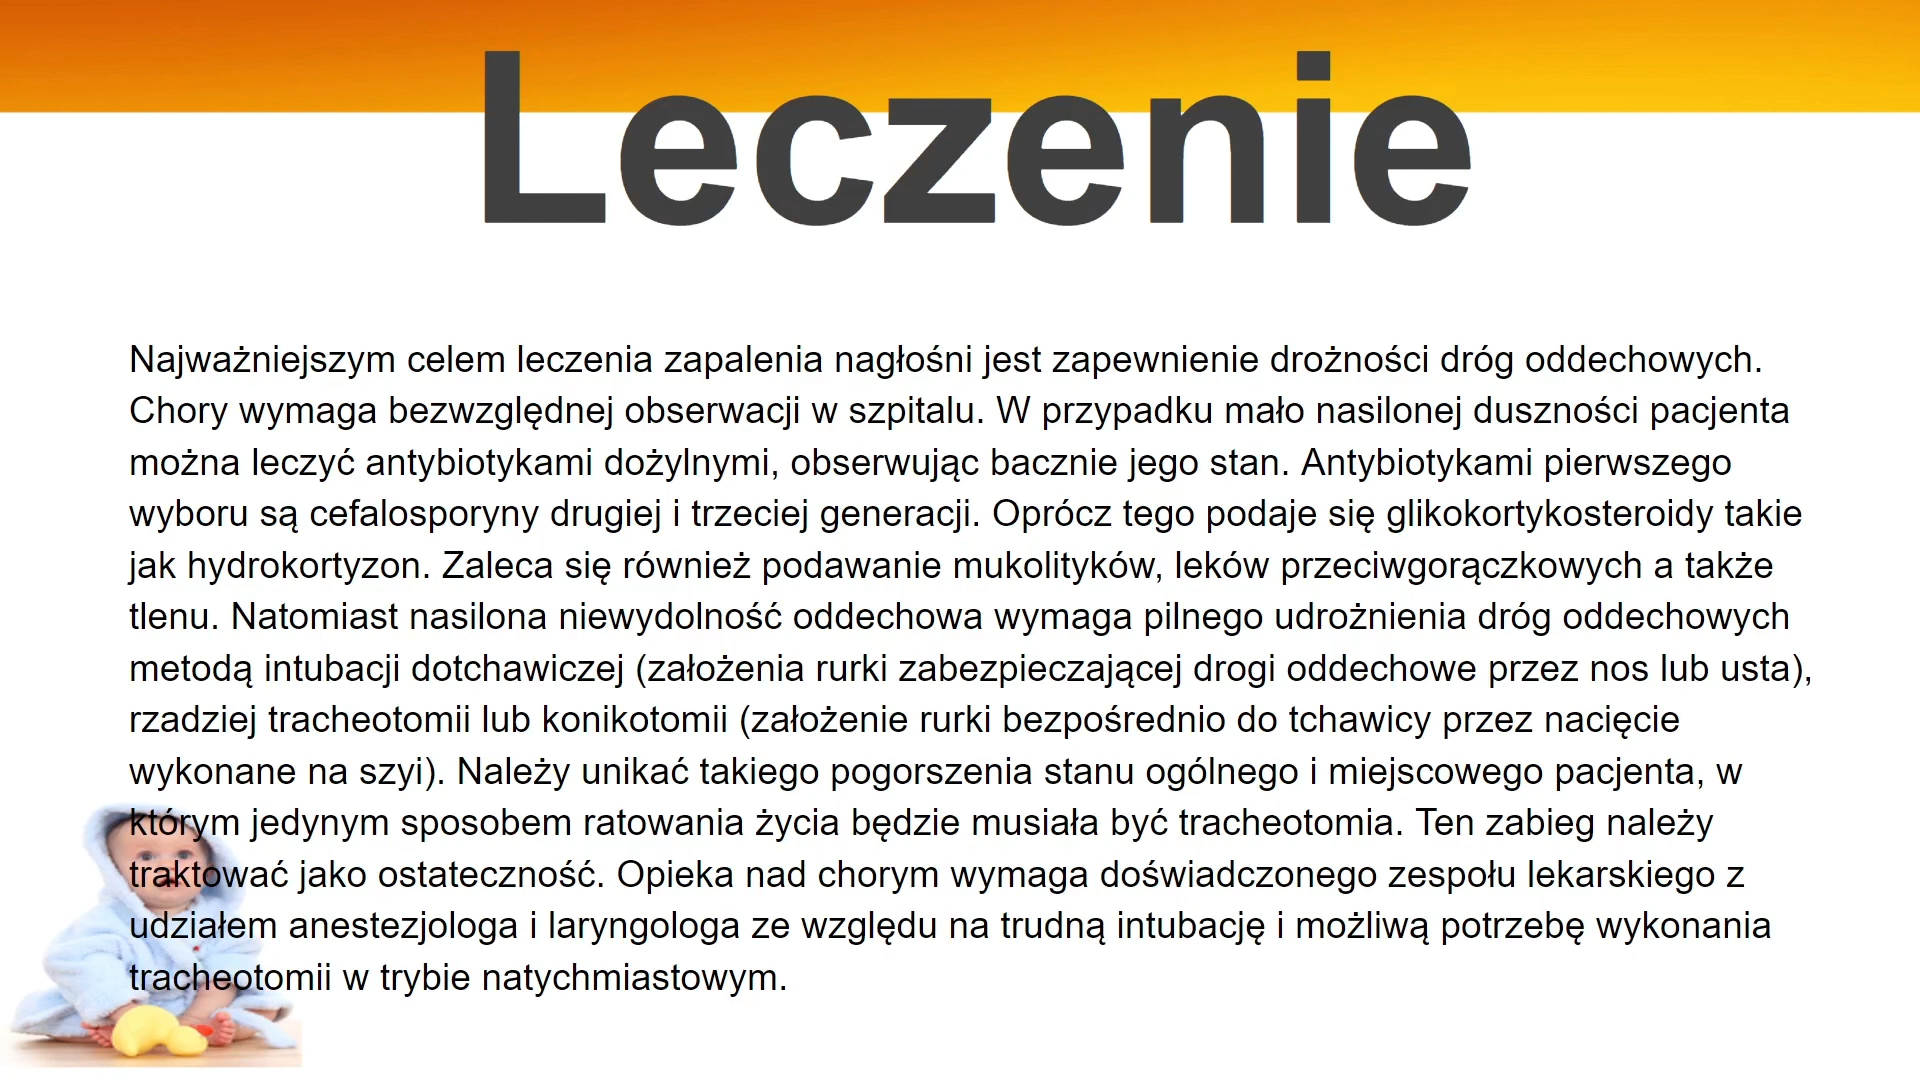 Leczenie
Najważniejszym celem leczenia zapalenia nagłośni jest zapewnienie drożności dróg oddechowych.
Chory wymaga bezwzględnej obserwacji w szpitalu. W przypadku mało nasilonej duszności pacjenta
można leczyć antybiotykami dożylnymi, obserwując bacznie jego stan. Antybiotykami pierwszego
wyboru są cefalosporyny drugiej i trzeciej generacji. Oprócz tego podaje się glikokortykosteroidy takie
jak hydrokortyzon. Zaleca się również podawanie mukolityków, leków przeciwgorączkowych a także
tlenu. Natomiast nasilona niewydolność oddechowa wymaga pilnego udrożnienia dróg oddechowych
metodą intubacji dotchawiczej (założenia rurki zabezpieczającej drogi oddechowe przez nos lub usta),
rzadziej tracheotomii lub konikotomii (założenie rurki bezpośrednio do tchawicy przez nacięcie
wykonane na szyi). Należy unikać takiego pogorszenia stanu ogólnego i miejscowego pacjenta, w
którym jedynym sposobem ratowania życia będzie musiała być tracheotomia. Ten zabieg należy
traktować jako ostateczność. Opieka nad chorym wymaga doświadczonego zespołu lekarskiego z
udziałem anestezjologa i laryngologa ze względu na trudną intubację i możliwą potrzebę wykonania
tracheotomii w trybie natychmiastowym.